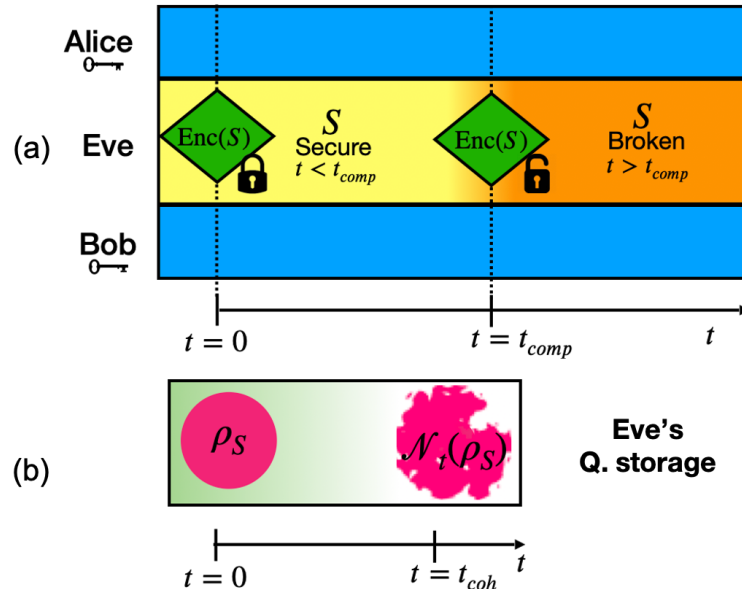 Alice
(a)
Eve
Enc(S)
S
Secure
t < t_comp
Enc(S)
S
Broken
t > t_comp
Bob
t = 0
t = t_comp
t
(b)
ρ_S
𝒩_t(ρ_S)
Eve's
Q. storage
t = 0
t = t_coh
t